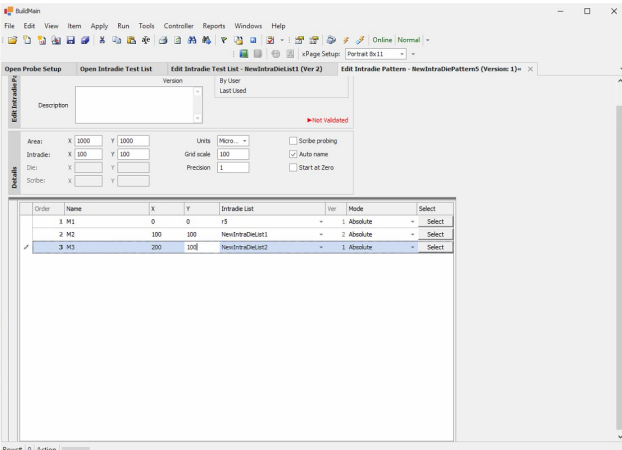 BuildMain
File Edit View Item Apply Run Tools Controller Reports Windows Help
Online Normal
xPage Setup: Portrait 8x11
Open Probe Setup Open Intradie Test List Edit Intradie Test List - NewIntraDieList1 (Ver 2) Edit Intradie Pattern - NewIntraDiePattern5 (Version: 1)*
Edit Intradie Pa
Version By User
Last Used
Description
Not Validated
Details
Area: X 1000 Y 1000 Units Micro... Scribe probing
Intradie: X 100 Y 100 Grid scale 100 Auto name
Die: X Y Precision 1 Start at Zero
Scribe: X Y
Order Name X Y Intradie List Ver Mode Select
1 M1 0 0 r5 1 Absolute Select
2 M2 100 100 NewIntraDieList1 2 Absolute Select
3 M3 200 100 NewIntraDieList2 1 Absolute Select
Rows# 0 Action